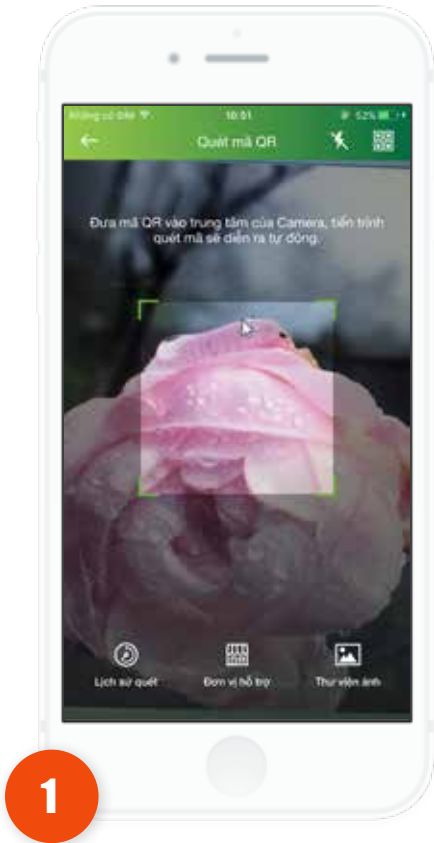 Không có SIM 10:51 52%
Quét mã QR
Đưa mã QR vào trung tâm của Camera, tiến trình
quét mã sẽ diễn ra tự động.
Lịch sử quét Đơn vị hỗ trợ Thư viện ảnh
1